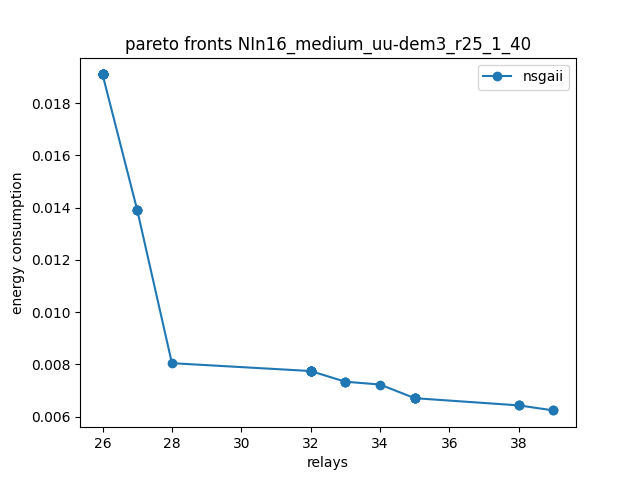 pareto fronts NIn16_medium_uu-dem3_r25_1_40
nsgaii
0.018
0.016
0.014
0.012
0.010
0.008
0.006
energy consumption
26 28 30 32 34 36 38
relays